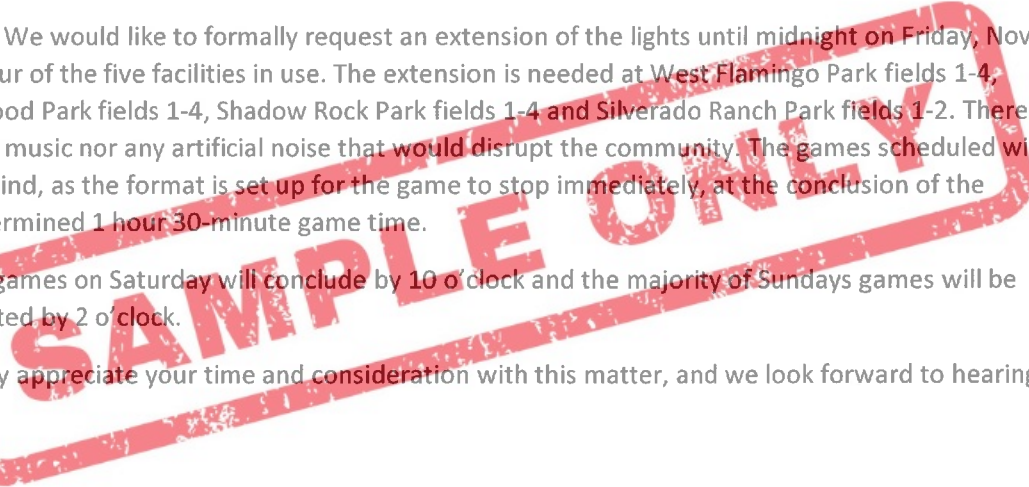 We would like to formally request an extension of the lights until midnight on Friday, Nov
ur of the five facilities in use. The extension is needed at West Flamingo Park fields 1-4,
ood Park fields 1-4, Shadow Rock Park fields 1-4 and Silverado Ranch Park fields 1-2. There
music nor any artificial noise that would disrupt the community. The games scheduled wi
ind, as the format is set up for the game to stop immediately, at the conclusion of the
ermined 1 hour 30-minute game time.
games on Saturday will conclude by 10 o'clock and the majority of Sundays games will be
ted by 2 o'clock.
y appreciate your time and consideration with this matter, and we look forward to hearing
SAMPLE ONLY